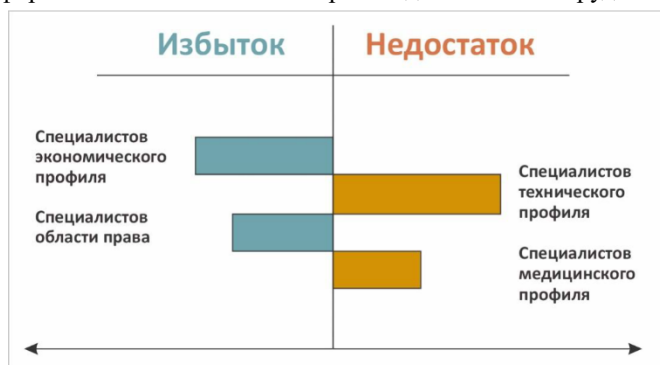 Избыток
Недостаток
Специалистов
экономического
профиля
Специалистов
технического
профиля
Специалистов
области права
Специалистов
медицинского
профиля